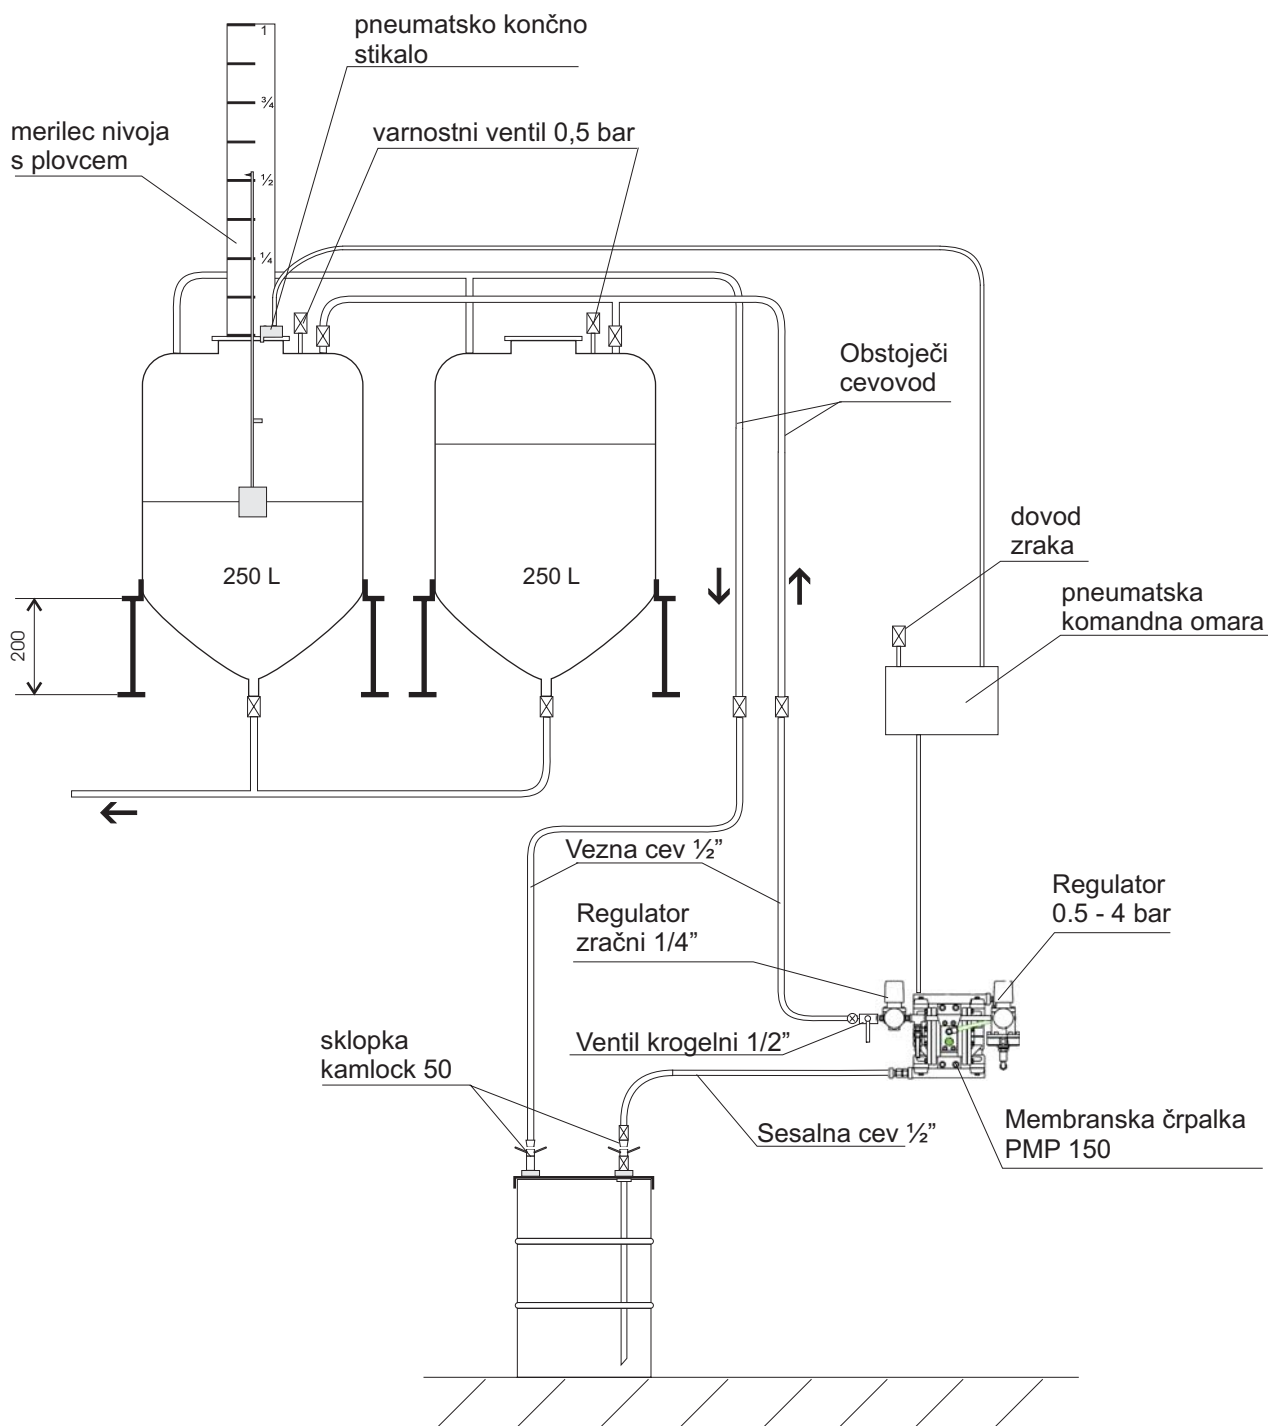 pneumatsko končno
stikalo
1
¾
½
¼
merilec nivoja
s plovcem
varnostni ventil 0,5 bar
Obstoječi
cevovod
dovod
zraka
pneumatska
komandna omara
250 L
250 L
200
Vezna cev ½”
Regulator
zračni 1/4”
Regulator
0.5 - 4 bar
Ventil krogelni 1/2”
sklopka
kamlock 50
Sesalna cev ½”
Membranska črpalka
PMP 150